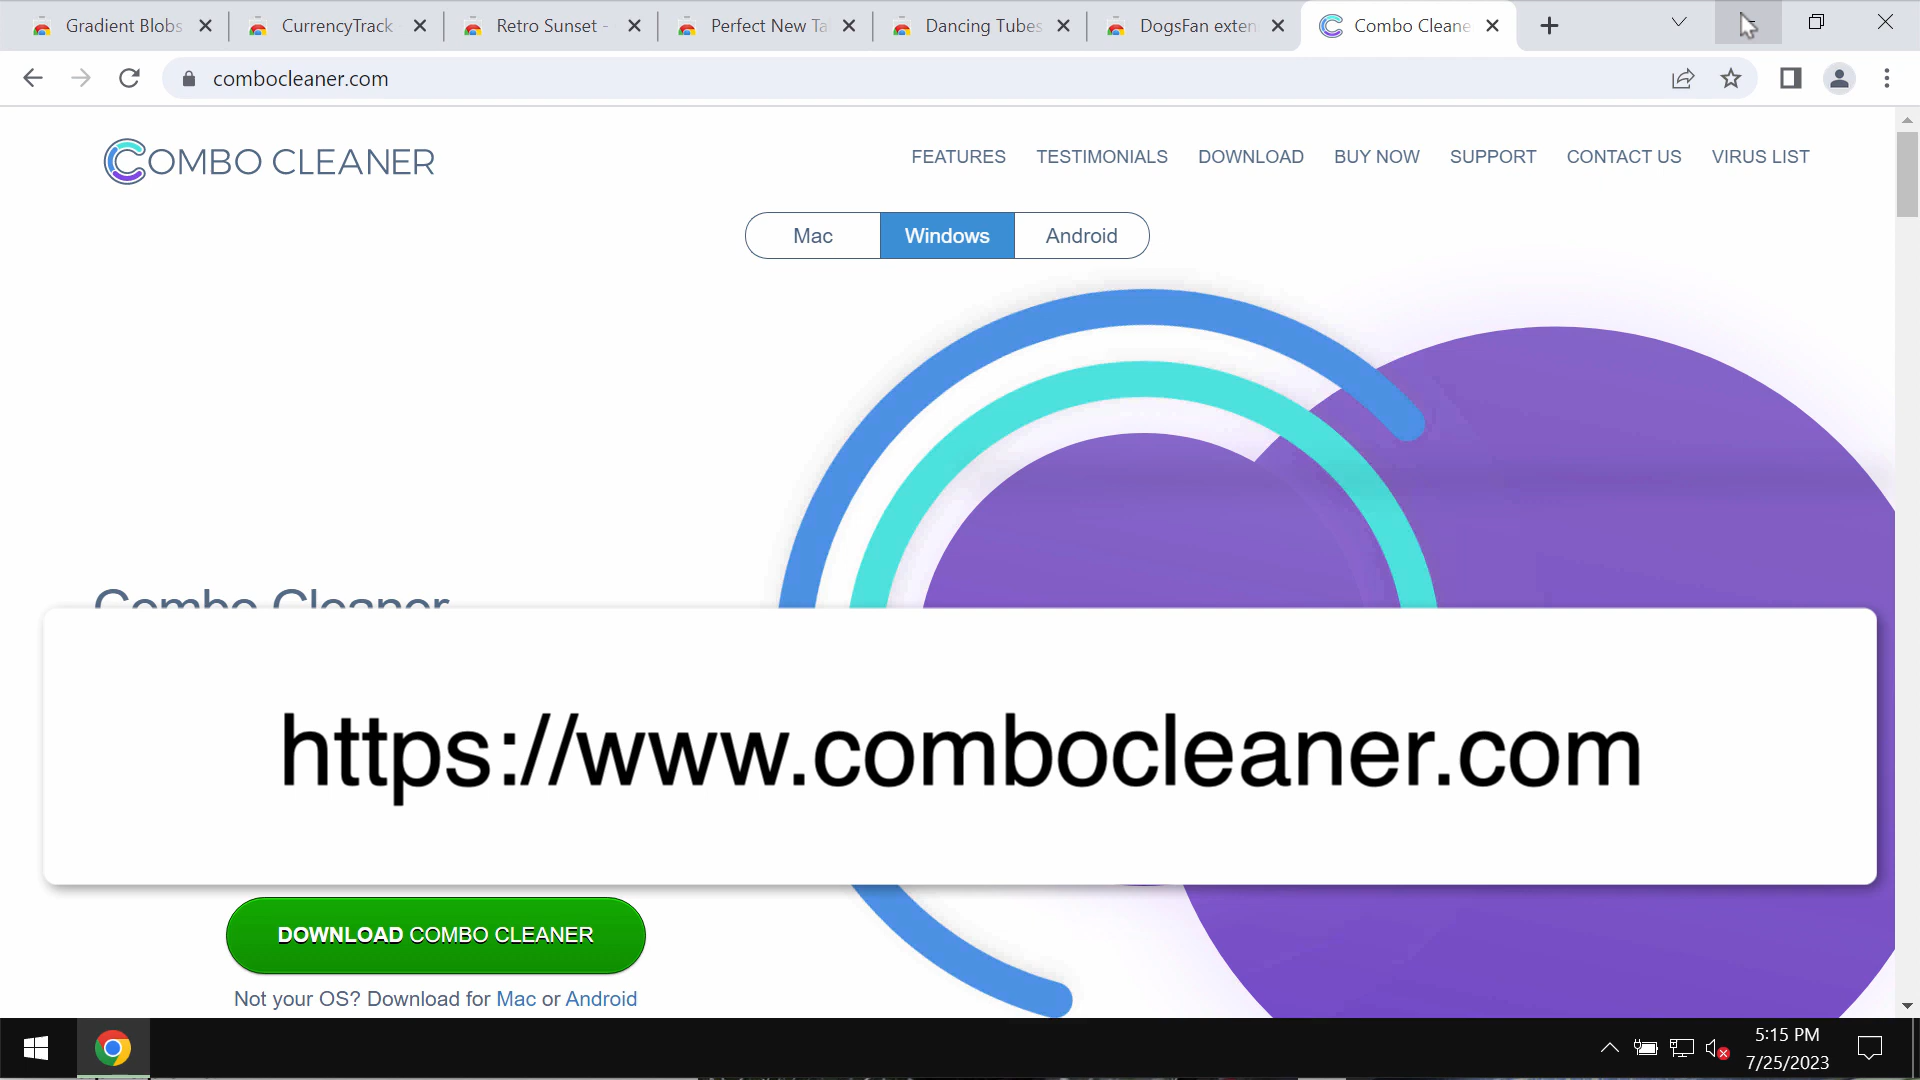 Gradient Blobs
CurrencyTrack
Retro Sunset -
Perfect New Ta
Dancing Tubes
DogsFan exten
Combo Cleane
combocleaner.com
COMBO CLEANER
FEATURES
TESTIMONIALS
DOWNLOAD
BUY NOW
SUPPORT
CONTACT US
VIRUS LIST
Mac
Windows
Android
Combo Cleaner
https://www.combocleaner.com
DOWNLOAD COMBO CLEANER
Not your OS? Download for Mac or Android
5:15 PM
7/25/2023